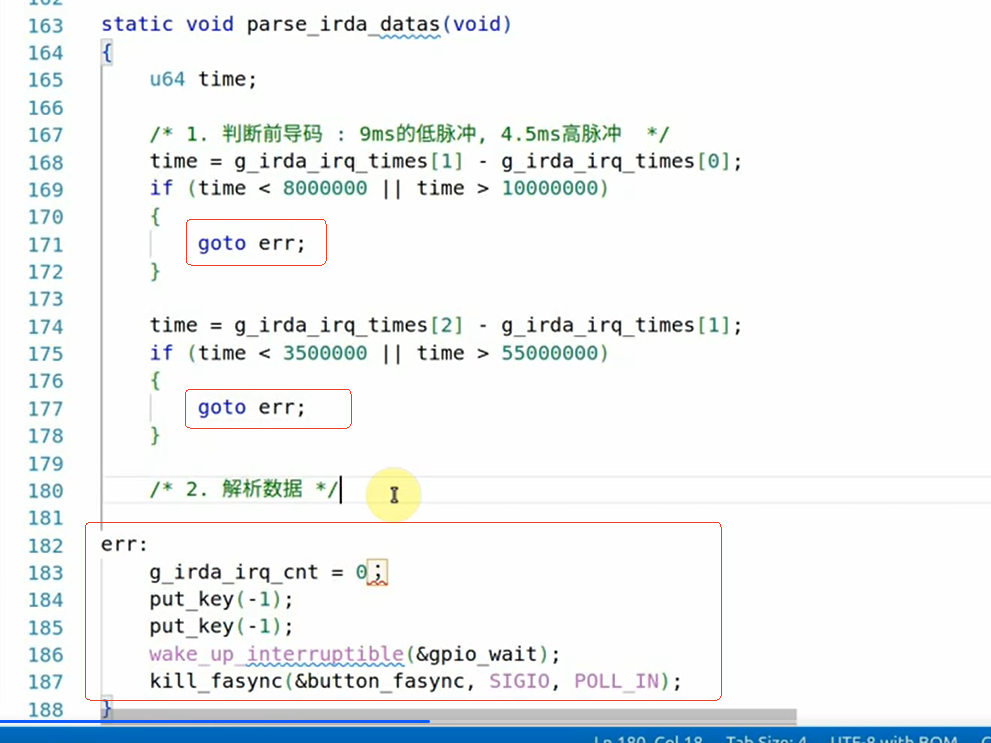 162
163 static void parse_irda_datas(void)
164 {
165 u64 time;
166
167 /* 1. 判断前导码 : 9ms的低脉冲, 4.5ms高脉冲 */
168 time = g_irda_irq_times[1] - g_irda_irq_times[0];
169 if (time < 8000000 || time > 10000000)
170 {
171 goto err;
172 }
173
174 time = g_irda_irq_times[2] - g_irda_irq_times[1];
175 if (time < 3500000 || time > 55000000)
176 {
177 goto err;
178 }
179
180 /* 2. 解析数据 */
181
182 err:
183 g_irda_irq_cnt = 0;
184 put_key(-1);
185 put_key(-1);
186 wake_up_interruptible(&gpio_wait);
187 kill_fasync(&button_fasync, SIGIO, POLL_IN);
188 }
Ln 180, Col 18 Tab Size: 4 UTF-8 with BOM